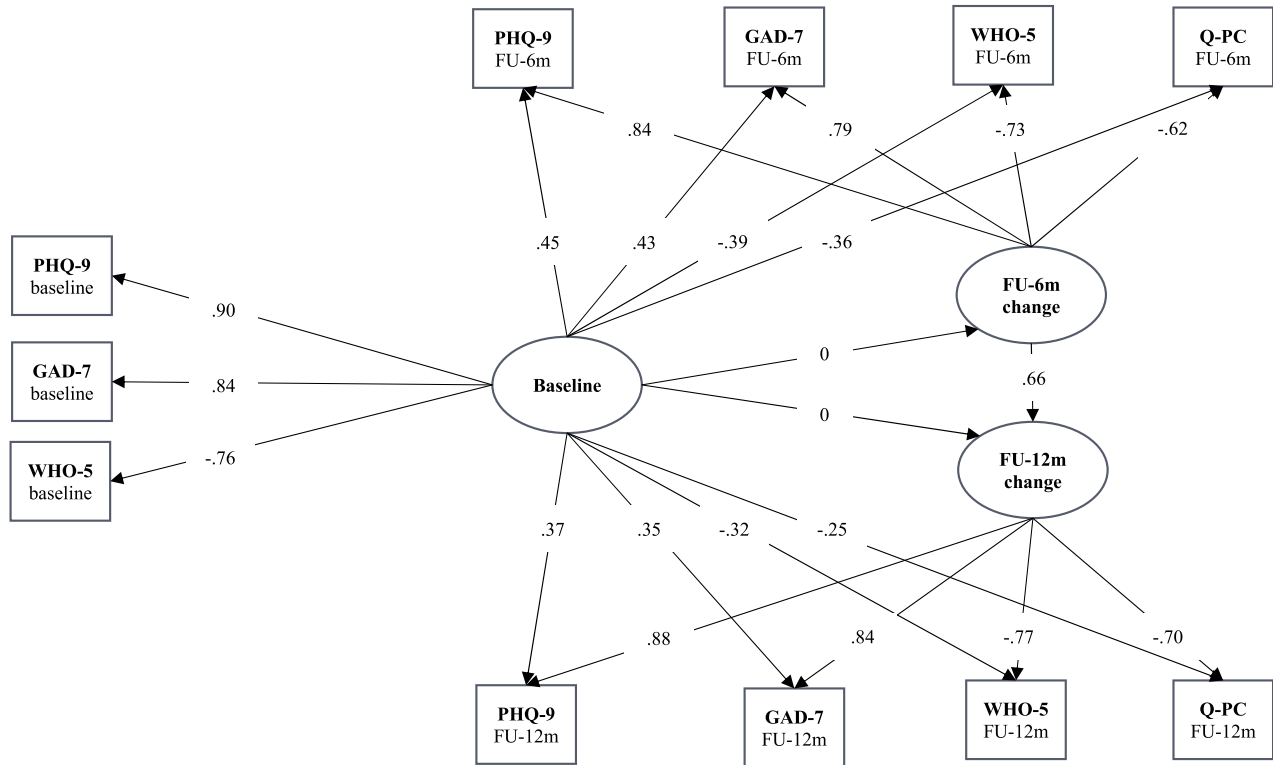 PHQ-9
FU-6m
GAD-7
FU-6m
WHO-5
FU-6m
Q-PC
FU-6m
.84
.79
-.73
-.62
.45
.43
-.39
-.36
PHQ-9
baseline
.90
FU-6m
change
0
GAD-7
baseline
.84
Baseline
.66
0
WHO-5
baseline
-.76
FU-12m
change
.37
.35
-.32
-.25
.88
.84
-.77
-.70
PHQ-9
FU-12m
GAD-7
FU-12m
WHO-5
FU-12m
Q-PC
FU-12m